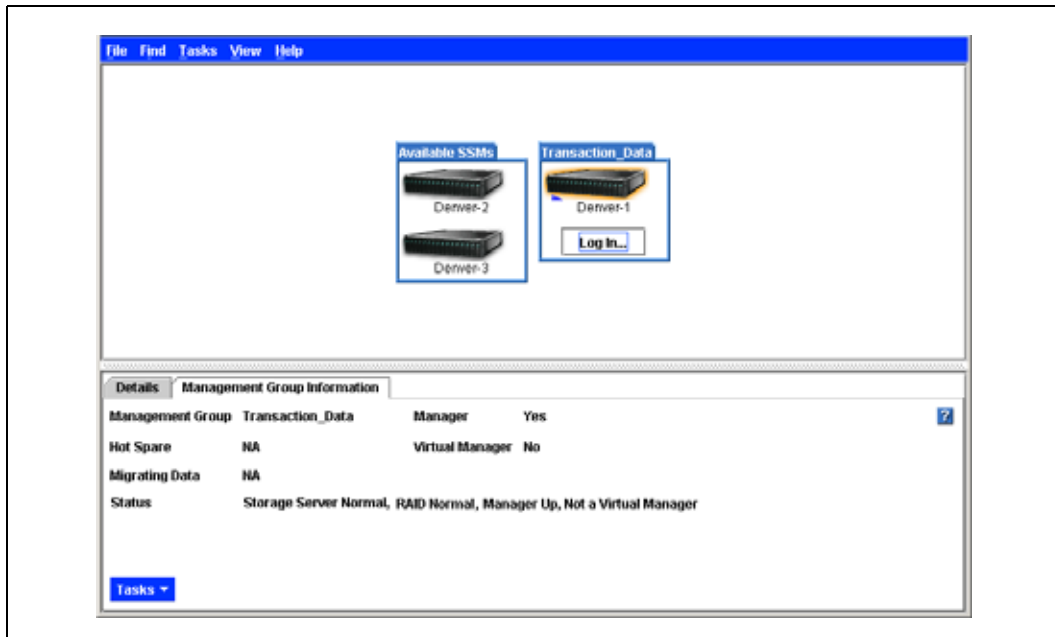 File Find Tasks View Help
Available SSMs
Denver-2
Denver-3
Transaction_Data
Denver-1
Log In...
Details Management Group Information
Management Group Transaction_Data Manager Yes
Hot Spare NA Virtual Manager No
Migrating Data NA
Status Storage Server Normal, RAID Normal, Manager Up, Not a Virtual Manager
?
Tasks